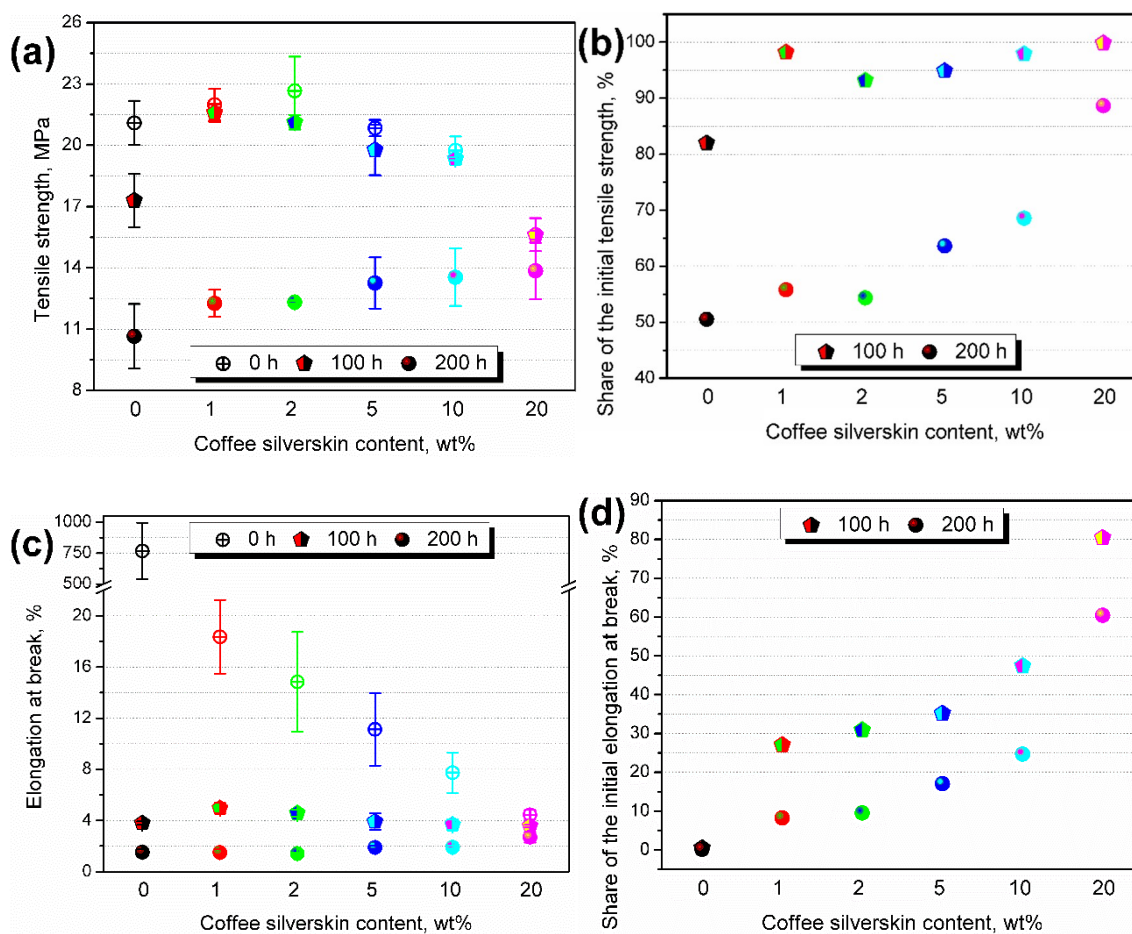 (a)
Tensile strength, MPa
26
23
20
17
14
11
8
0 h 100 h 200 h
0 1 2 5 10 20
Coffee silverskin content, wt%
(b)
Share of the initial tensile strength, %
100
90
80
70
60
50
40
100 h 200 h
0 1 2 5 10 20
Coffee silverskin content, wt%
(c)
Elongation at break, %
1000
750
500
20
16
12
8
4
0
0 h 100 h 200 h
0 1 2 5 10 20
Coffee silverskin content, wt%
(d)
Share of the initial elongation at break, %
90
80
70
60
50
40
30
20
10
0
100 h 200 h
0 1 2 5 10 20
Coffee silverskin content, wt%